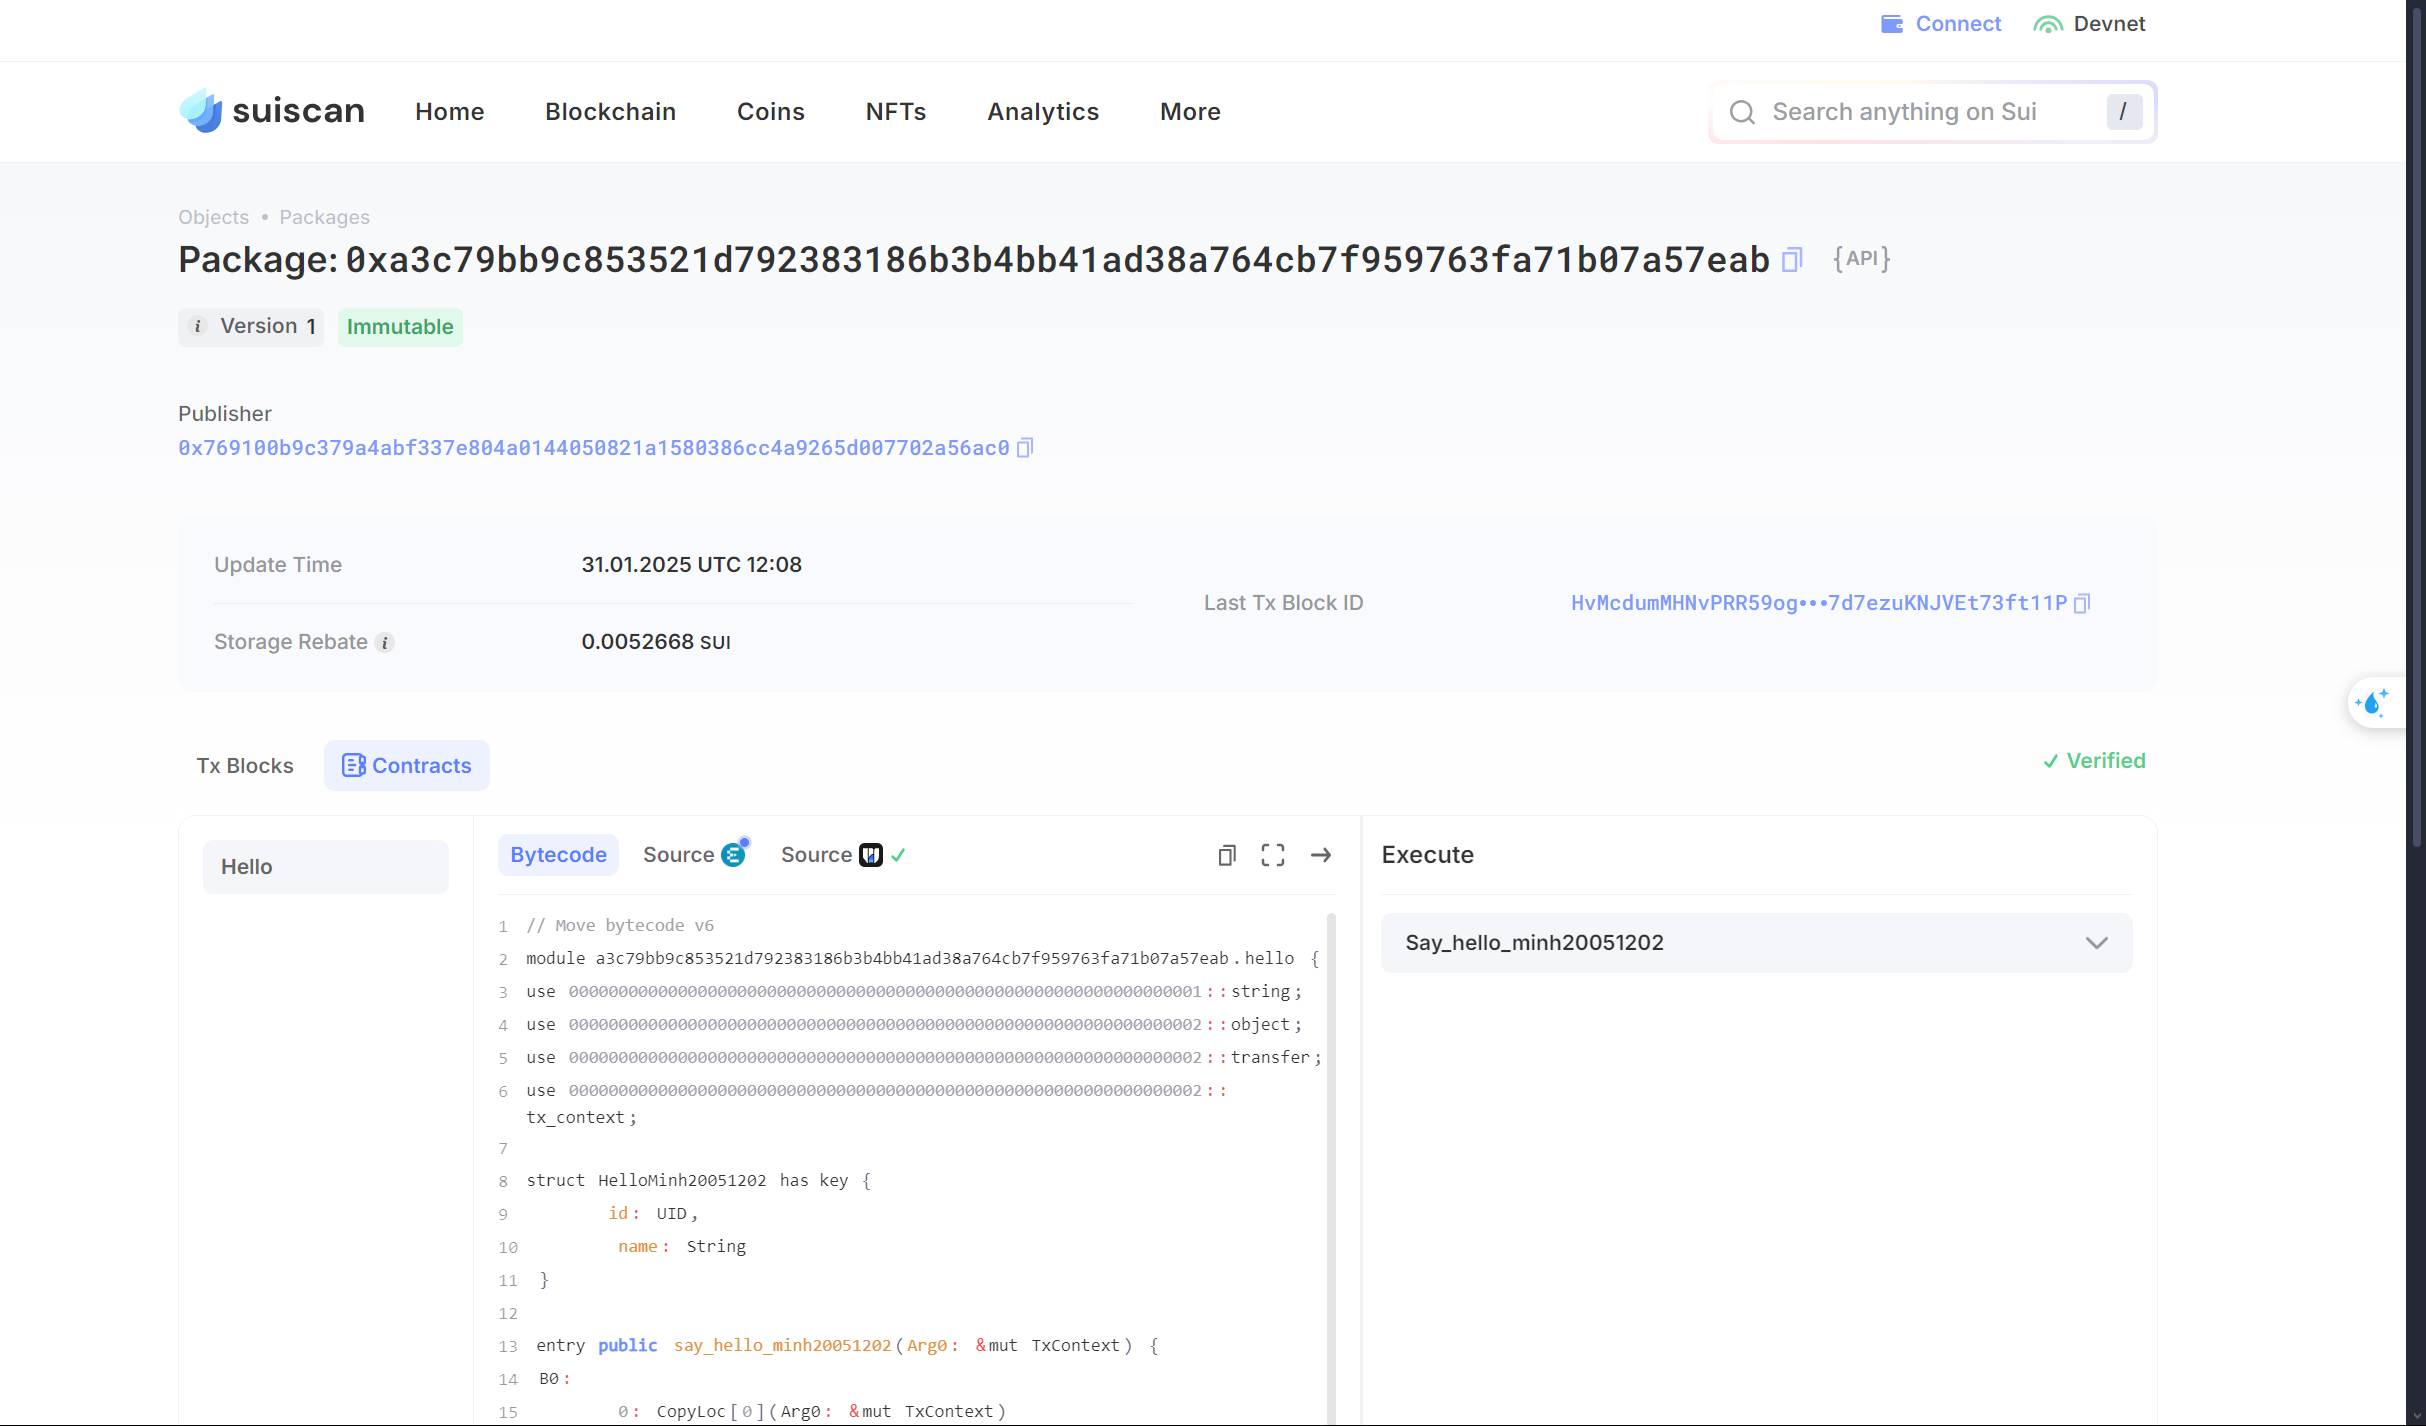 Connect Devnet
suiscan Home Blockchain Coins NFTs Analytics More Search anything on Sui /
Objects • Packages
Package: 0xa3c79bb9c853521d792383186b3b4bb41ad38a764cb7f959763fa71b07a57eab {API}
i Version 1 Immutable
Publisher
0x769100b9c379a4abf337e804a0144050821a1580386cc4a9265d007702a56ac0
Update Time 31.01.2025 UTC 12:08
Last Tx Block ID HvMcdumMHNvPRR59og•••7d7ezuKNJVEt73ft11P
Storage Rebate i 0.0052668 SUI
Tx Blocks Contracts Verified
Hello
Bytecode Source Source
Execute
Say_hello_minh20051202
1 // Move bytecode v6
2 module a3c79bb9c853521d792383186b3b4bb41ad38a764cb7f959763fa71b07a57eab.hello {
3 use 0000000000000000000000000000000000000000000000000000000000000001::string;
4 use 0000000000000000000000000000000000000000000000000000000000000002::object;
5 use 0000000000000000000000000000000000000000000000000000000000000002::transfer;
6 use 0000000000000000000000000000000000000000000000000000000000000002::
tx_context;
7
8 struct HelloMinh20051202 has key {
9 id: UID,
10 name: String
11 }
12
13 entry public say_hello_minh20051202(Arg0: &mut TxContext) {
14 B0:
15 0: CopyLoc[0](Arg0: &mut TxContext)